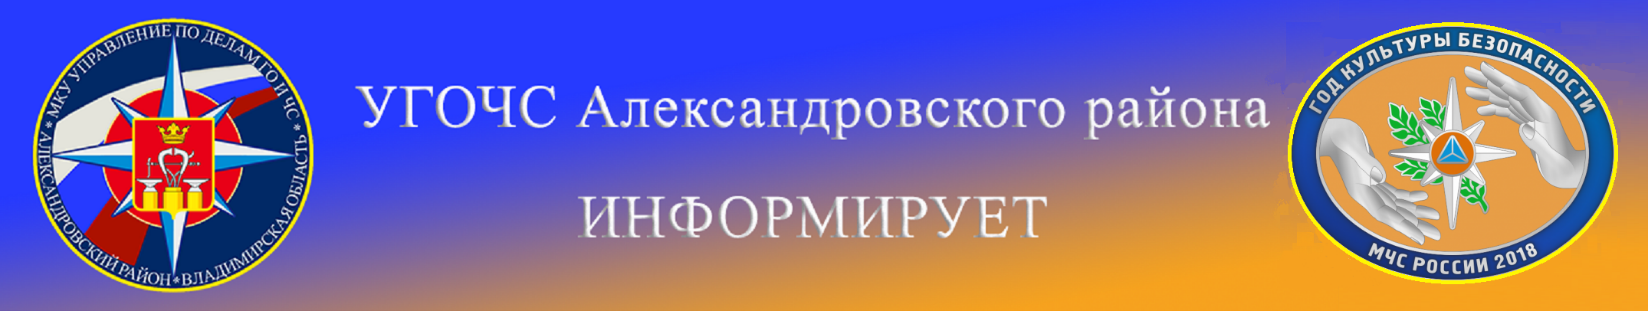 МКУ УПРАВЛЕНИЕ ПО ДЕЛАМ ГО И ЧС * АЛЕКСАНДРОВСКИЙ РАЙОН * ВЛАДИМИРСКАЯ ОБЛАСТЬ *
УГОЧС Александровского района
ИНФОРМИРУЕТ
ГОД КУЛЬТУРЫ БЕЗОПАСНОСТИ
МЧС РОССИИ 2018